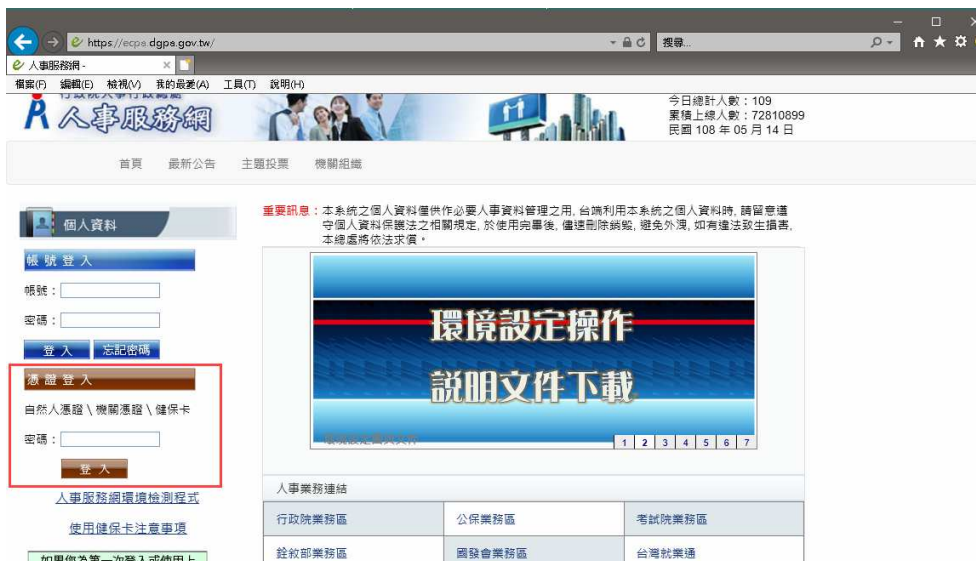 https://ecpa.dgpa.gov.tw/
搜尋...
人事服務網 -
檔案(F) 編輯(E) 檢視(V) 我的最愛(A) 工具(T) 說明(H)
人事服務網
今日總計人數：109
累積上線人數：72810899
民國 108 年 05 月 14 日
首頁 最新公告 主題投票 機關組織
個人資料
重要訊息：本系統之個人資料僅供作必要人事資料管理之用, 台端利用本系統之個人資料時, 請留意遵
守個人資料保護法之相關規定, 於使用完畢後, 儘速刪除銷毀, 避免外洩, 如有違法致生損害,
本總處將依法求償。
帳 號 登 入
帳號：
密碼：
登 入 忘記密碼
環境設定操作
說明文件下載
1 2 3 4 5 6 7
憑 證 登 入
自然人憑證 \ 機關憑證 \ 健保卡
密碼：
登 入
人事服務網環境檢測程式
使用健保卡注意事項
如果您為第一次登入或使用上
人事業務連結
行政院業務區 公保業務區 考試院業務區
銓敘部業務區 國發會業務區 台灣就業通